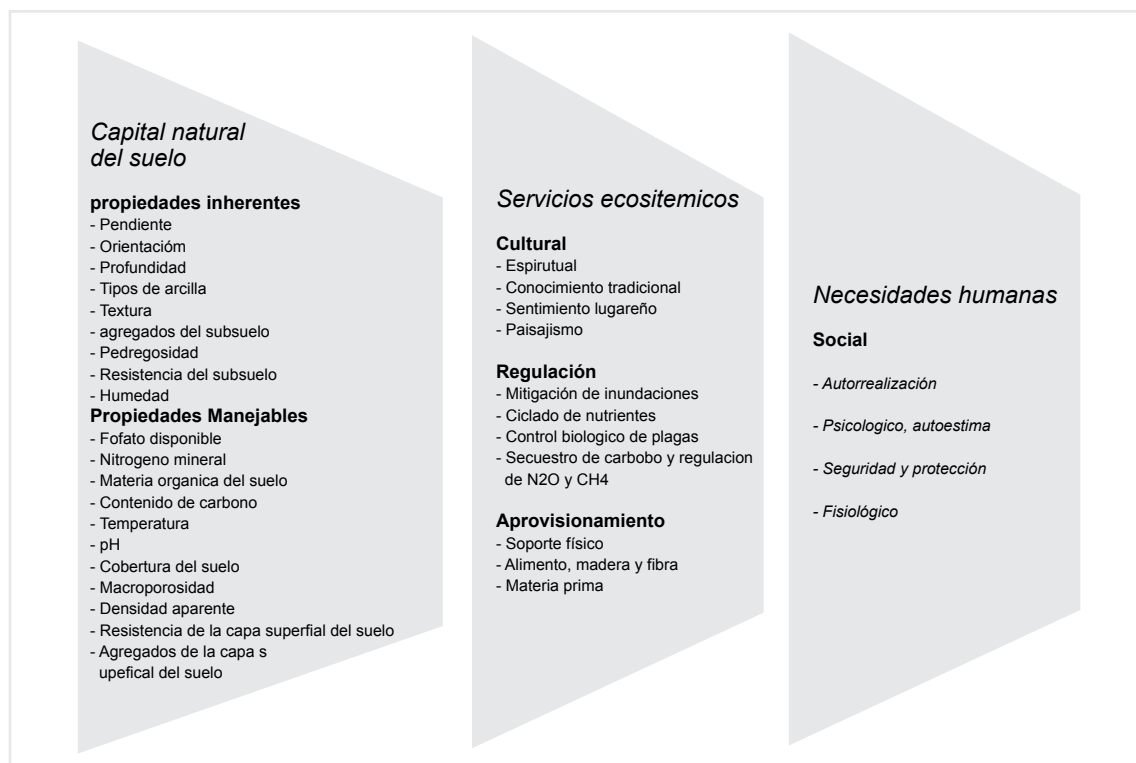 Capital natural
del suelo
propiedades inherentes
- Pendiente
- Orientacióm
- Profundidad
- Tipos de arcilla
- Textura
- agregados del subsuelo
- Pedregosidad
- Resistencia del subsuelo
- Humedad
Propiedades Manejables
- Fofato disponible
- Nitrogeno mineral
- Materia organica del suelo
- Contenido de carbono
- Temperatura
- pH
- Cobertura del suelo
- Macroporosidad
- Densidad aparente
- Resistencia de la capa superfial del suelo
- Agregados de la capa s
upefical del suelo
Servicios ecositemicos
Cultural
- Espirutual
- Conocimiento tradicional
- Sentimiento lugareño
- Paisajismo
Regulación
- Mitigación de inundaciones
- Ciclado de nutrientes
- Control biologico de plagas
- Secuestro de carbobo y regulacion
de N2O y CH4
Aprovisionamiento
- Soporte físico
- Alimento, madera y fibra
- Materia prima
Necesidades humanas
Social
- Autorrealización
- Psicologico, autoestima
- Seguridad y protección
- Fisiológico